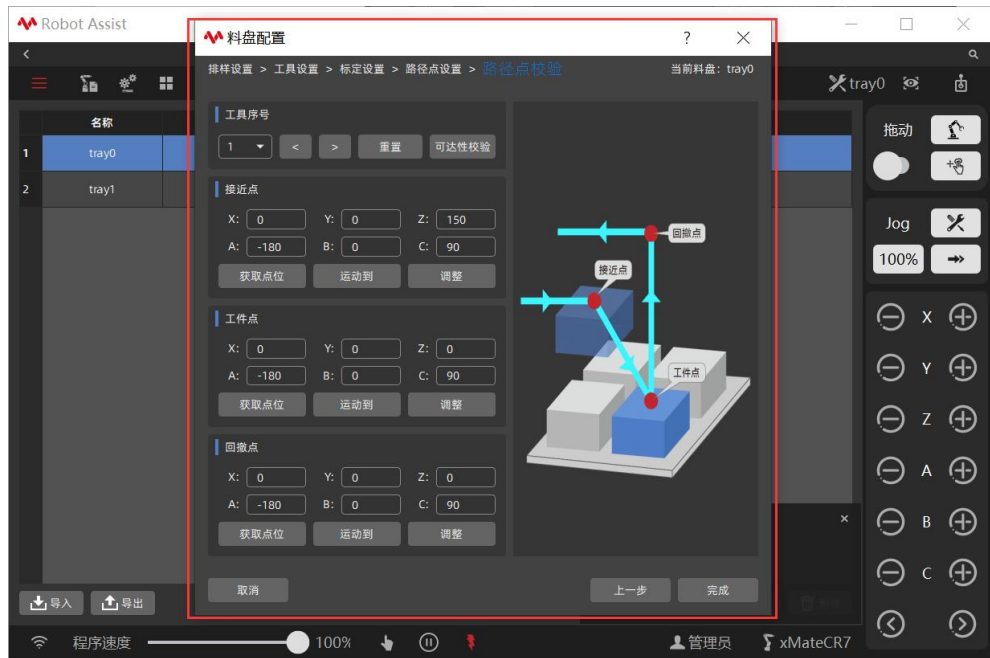 Robot Assist
料盘配置
?
排样设置 > 工具设置 > 标定设置 > 路径点设置 > 路径点校验
当前料盘: tray0
tray0
名称
1 tray0
2 tray1
工具序号
1 < > 重置 可达性校验
接近点
X: 0 Y: 0 Z: 150
A: -180 B: 0 C: 90
获取点位 运动到 调整
工件点
X: 0 Y: 0 Z: 0
A: -180 B: 0 C: 90
获取点位 运动到 调整
回撤点
X: 0 Y: 0 Z: 0
A: -180 B: 0 C: 90
获取点位 运动到 调整
回撤点
接近点
工件点
取消 上一步 完成
拖动
Jog
100%
X
Y
Z
A
B
C
导入 导出
程序速度 100% 管理员 xMateCR7